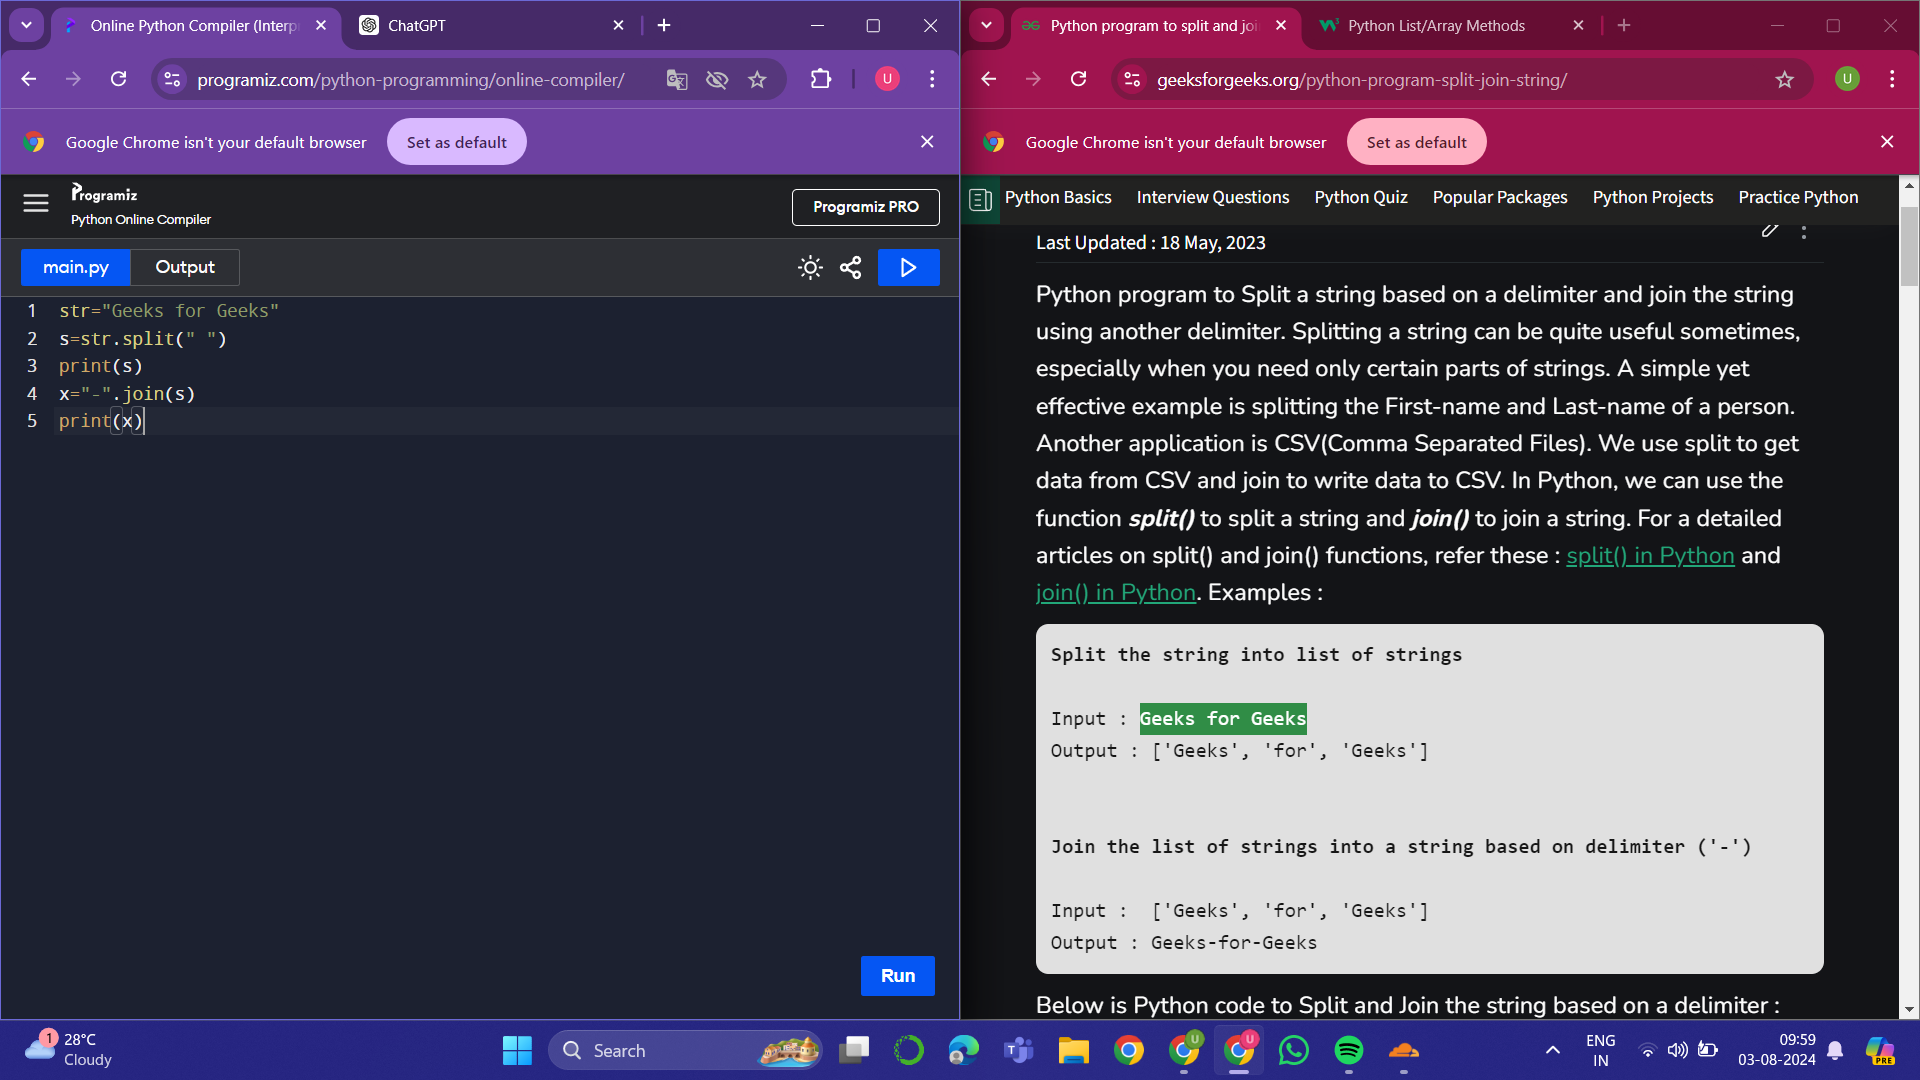 Online Python Compiler (Interp
ChatGPT
programiz.com/python-programming/online-compiler/
U
Google Chrome isn't your default browser
Set as default
Programiz
Python Online Compiler
Programiz PRO
main.py
Output
1 str="Geeks for Geeks"
2 s=str.split(" ")
3 print(s)
4 x="-".join(s)
5 print(x)
Run
Python program to split and joi
Python List/Array Methods
geeksforgeeks.org/python-program-split-join-string/
U
Google Chrome isn't your default browser
Set as default
Python Basics
Interview Questions
Python Quiz
Popular Packages
Python Projects
Practice Python
Last Updated : 18 May, 2023
Python program to Split a string based on a delimiter and join the string
using another delimiter. Splitting a string can be quite useful sometimes,
especially when you need only certain parts of strings. A simple yet
effective example is splitting the First-name and Last-name of a person.
Another application is CSV(Comma Separated Files). We use split to get
data from CSV and join to write data to CSV. In Python, we can use the
function split() to split a string and join() to join a string. For a detailed
articles on split() and join() functions, refer these : split() in Python and
join() in Python. Examples :
Split the string into list of strings
Input : Geeks for Geeks
Output : ['Geeks', 'for', 'Geeks']
Join the list of strings into a string based on delimiter ('-')
Input :  ['Geeks', 'for', 'Geeks']
Output : Geeks-for-Geeks
Below is Python code to Split and Join the string based on a delimiter :
1
28°C
Cloudy
Search
U
U
ENG
IN
09:59
03-08-2024
PRE